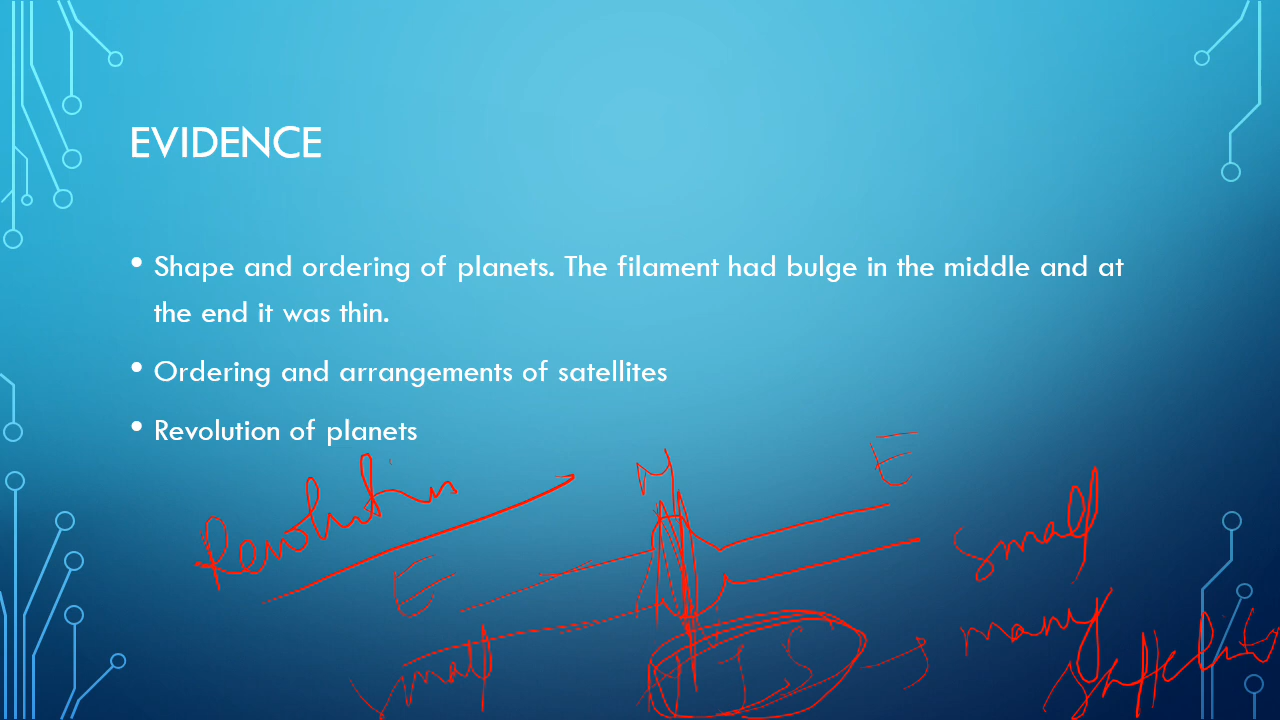 EVIDENCE
• Shape and ordering of planets. The filament had bulge in the middle and at
the end it was thin.
• Ordering and arrangements of satellites
• Revolution of planets
Revolution
M
E
E
small
small
J S
many